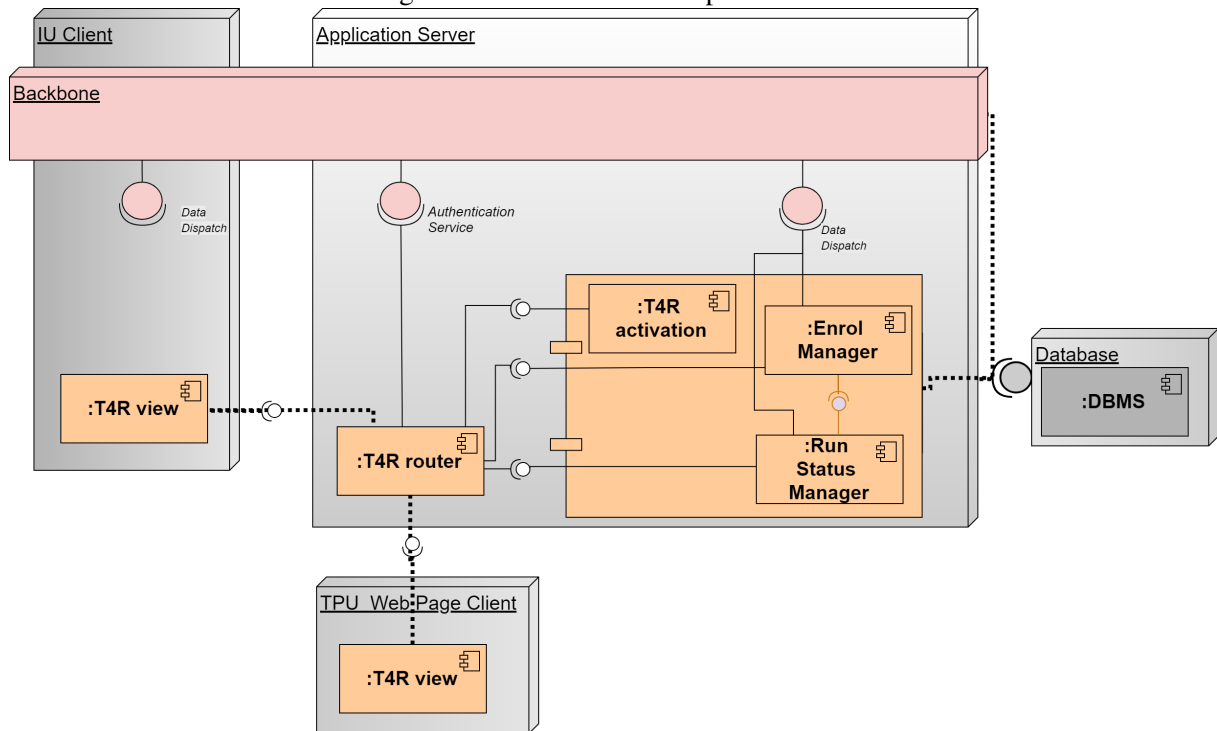 IU Client
Application Server
Backbone
Data
Dispatch
Authentication
Service
Data
Dispatch
:T4R
activation
:Enrol
Manager
Database
:DBMS
:T4R view
:T4R router
:Run
Status
Manager
TPU Web Page Client
:T4R view